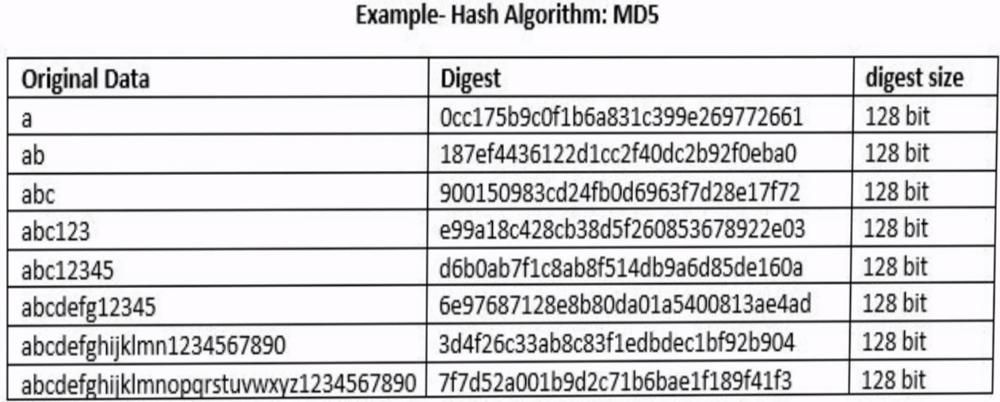 Example- Hash Algorithm: MD5
Original Data Digest digest size
a 0cc175b9c0f1b6a831c399e269772661 128 bit
ab 187ef4436122d1cc2f40dc2b92f0eba0 128 bit
abc 900150983cd24fb0d6963f7d28e17f72 128 bit
abc123 e99a18c428cb38d5f260853678922e03 128 bit
abc12345 d6b0ab7f1c8ab8f514db9a6d85de160a 128 bit
abcdefg12345 6e97687128e8b80da01a5400813ae4ad 128 bit
abcdefghijklmn1234567890 3d4f26c33ab8c83f1edbdec1bf92b904 128 bit
abcdefghijklmnopqrstuvwxyz1234567890 7f7d52a001b9d2c71b6bae1f189f41f3 128 bit